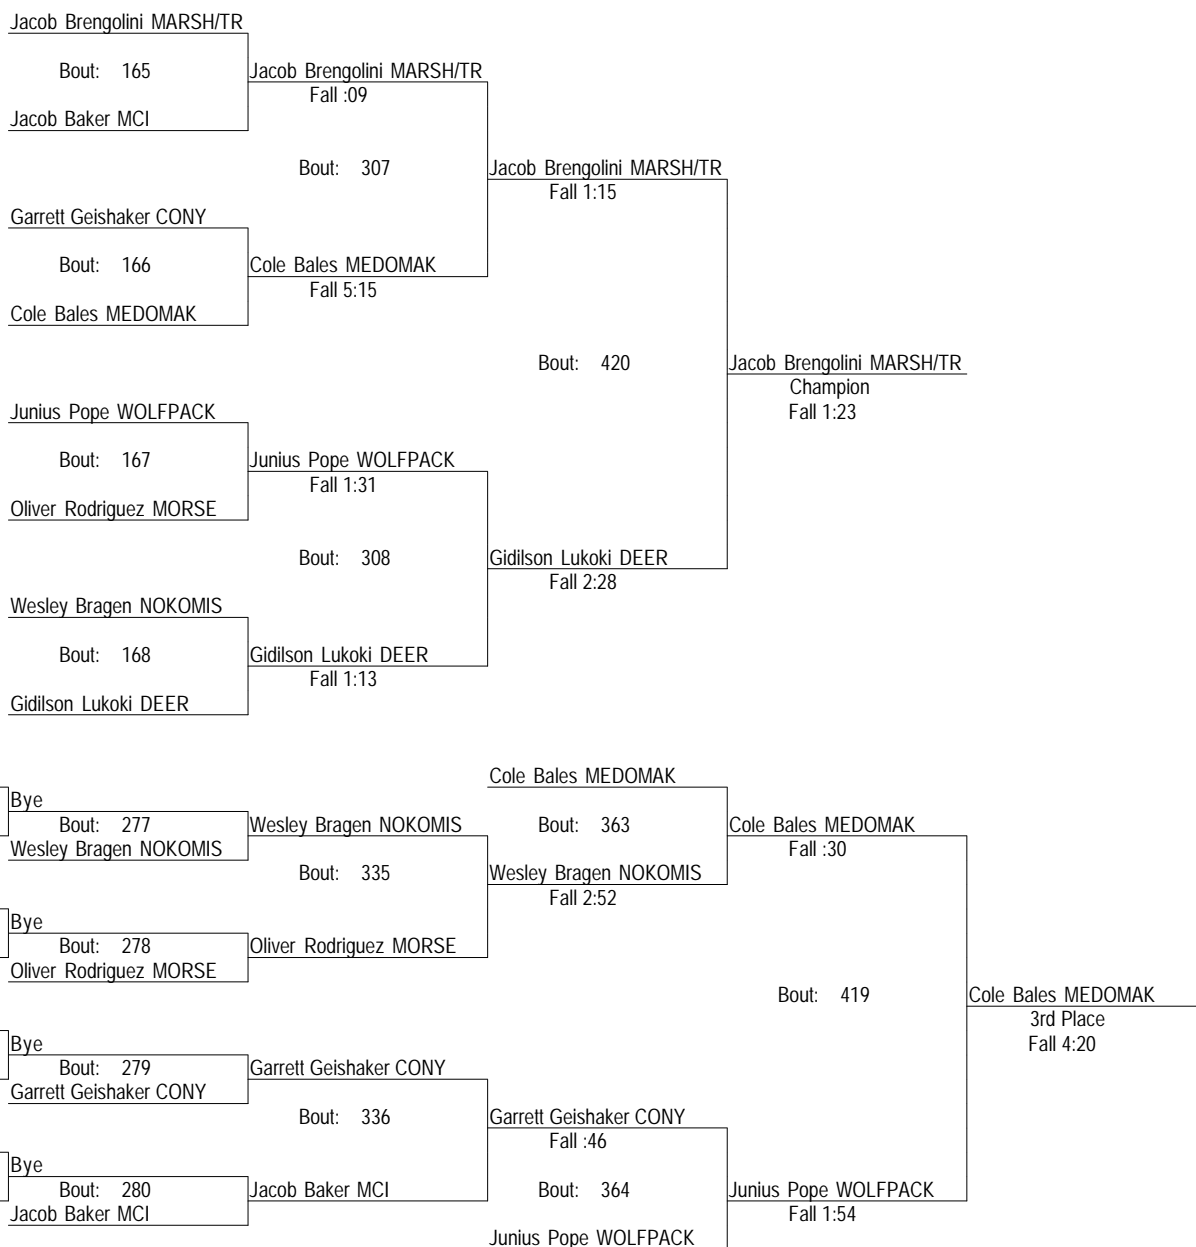 Jacob Brengolini MARSH/TR
Bout: 165
Jacob Brengolini MARSH/TR
Fall :09
Jacob Baker MCI
Bout: 307
Jacob Brengolini MARSH/TR
Fall 1:15
Garrett Geishaker CONY
Bout: 166
Cole Bales MEDOMAK
Fall 5:15
Cole Bales MEDOMAK
Bout: 420
Jacob Brengolini MARSH/TR
Champion
Fall 1:23
Junius Pope WOLFPACK
Bout: 167
Junius Pope WOLFPACK
Fall 1:31
Oliver Rodriguez MORSE
Bout: 308
Gidilson Lukoki DEER
Fall 2:28
Wesley Bragen NOKOMIS
Bout: 168
Gidilson Lukoki DEER
Fall 1:13
Gidilson Lukoki DEER
Cole Bales MEDOMAK
Bye
Bout: 277
Wesley Bragen NOKOMIS
Bout: 363
Cole Bales MEDOMAK
Fall :30
Wesley Bragen NOKOMIS
Bout: 335
Wesley Bragen NOKOMIS
Fall 2:52
Bye
Bout: 278
Oliver Rodriguez MORSE
Oliver Rodriguez MORSE
Bout: 419
Cole Bales MEDOMAK
3rd Place
Fall 4:20
Bye
Bout: 279
Garrett Geishaker CONY
Garrett Geishaker CONY
Bout: 336
Garrett Geishaker CONY
Fall :46
Bye
Bout: 280
Jacob Baker MCI
Bout: 364
Junius Pope WOLFPACK
Fall 1:54
Jacob Baker MCI
Junius Pope WOLFPACK